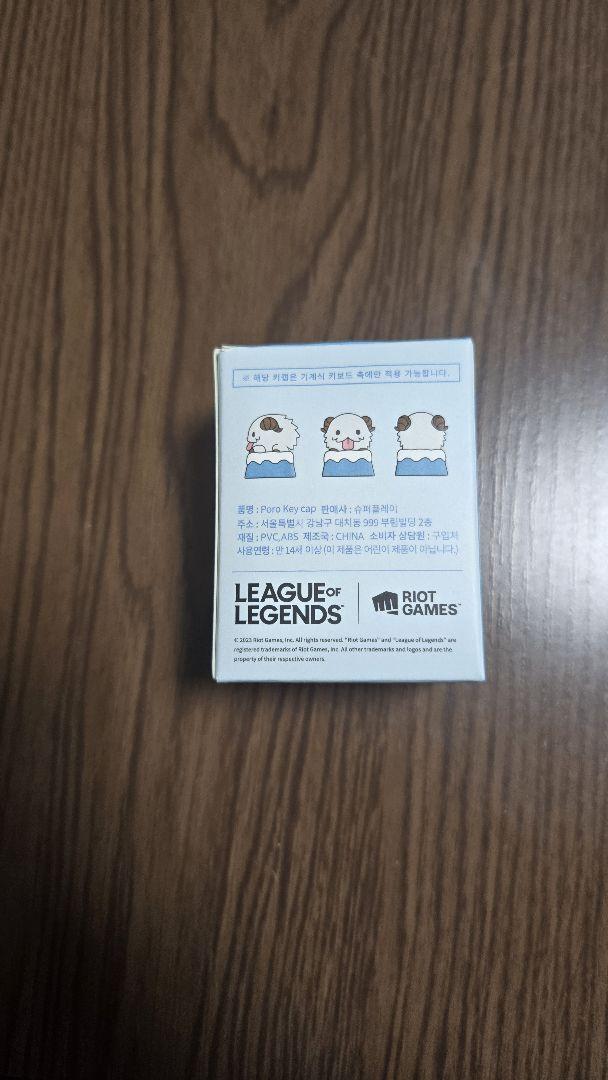 ※ 해당 키캡은 기계식 키보드 축에만 적용 가능합니다.
품명 : Poro Key cap 판매사 : 슈퍼플레이
주소 : 서울특별시 강남구 대치동 999 부림빌딩 2층
재질 : PVC,ABS 제조국 : CHINA 소비자 상담원 : 구입처
사용연령 : 만 14세 이상 (이 제품은 어린이 제품이 아닙니다.)
LEAGUE OF
LEGENDS™
RIOT
GAMES™
© 2023 Riot Games, Inc. All rights reserved. "Riot Games" and "League of Legends" are
registered trademarks of Riot Games, Inc. All other trademarks and logos and are the
property of their respective owners.